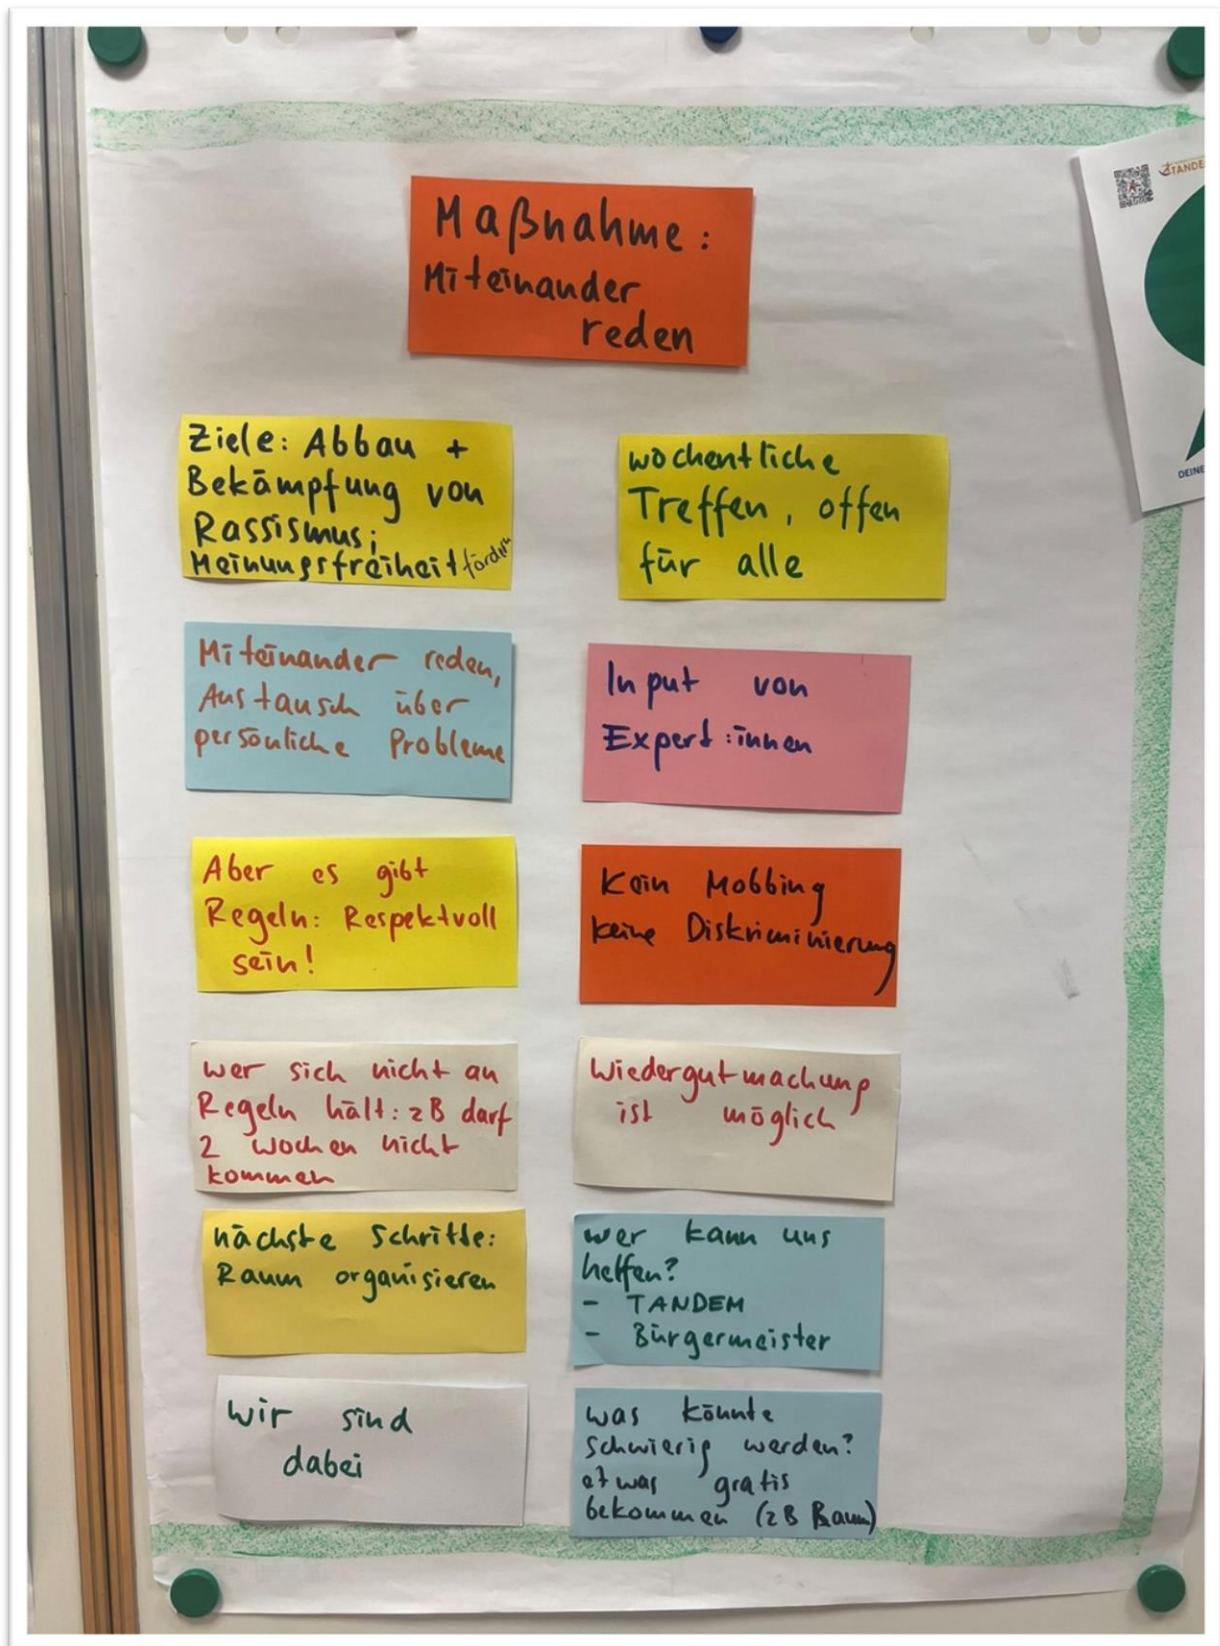 Maßnahme:
Miteinander
reden
Ziele: Abbau +
Bekämpfung von
Rassismus;
Meinungsfreiheit fördern
wöchentliche
Treffen, offen
für alle
Miteinander reden,
Austausch über
persönliche Probleme
Input von
Expert:innen
Aber es gibt
Regeln: Respektvoll
sein!
Kein Mobbing
keine Diskriminierung
wer sich nicht an
Regeln hält: zB darf
2 Wochen nicht
kommen
Wiedergutmachung
ist möglich
nächste Schritte:
Raum organisieren
wer kann uns
helfen?
- TANDEM
- Bürgermeister
wir sind
dabei
was könnte
schwierig werden?
etwas gratis
bekommen (zB Raum)
TANDE
DEINE